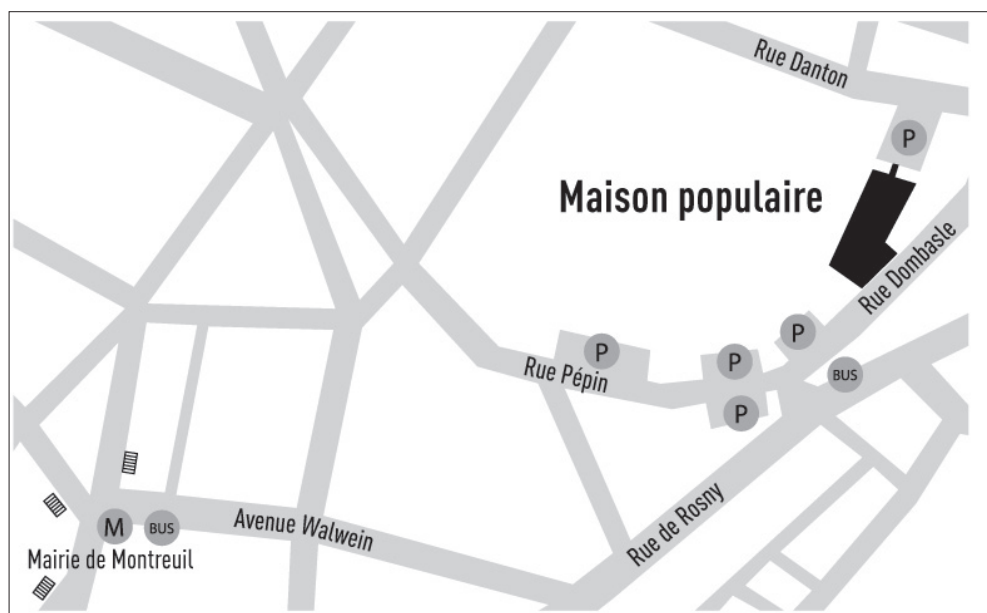 Rue Danton
P
Maison populaire
Rue Dombasle
P
P
P
Rue Pépin
BUS
P
Rue de Rosny
M
BUS
Avenue Walwein
Mairie de Montreuil